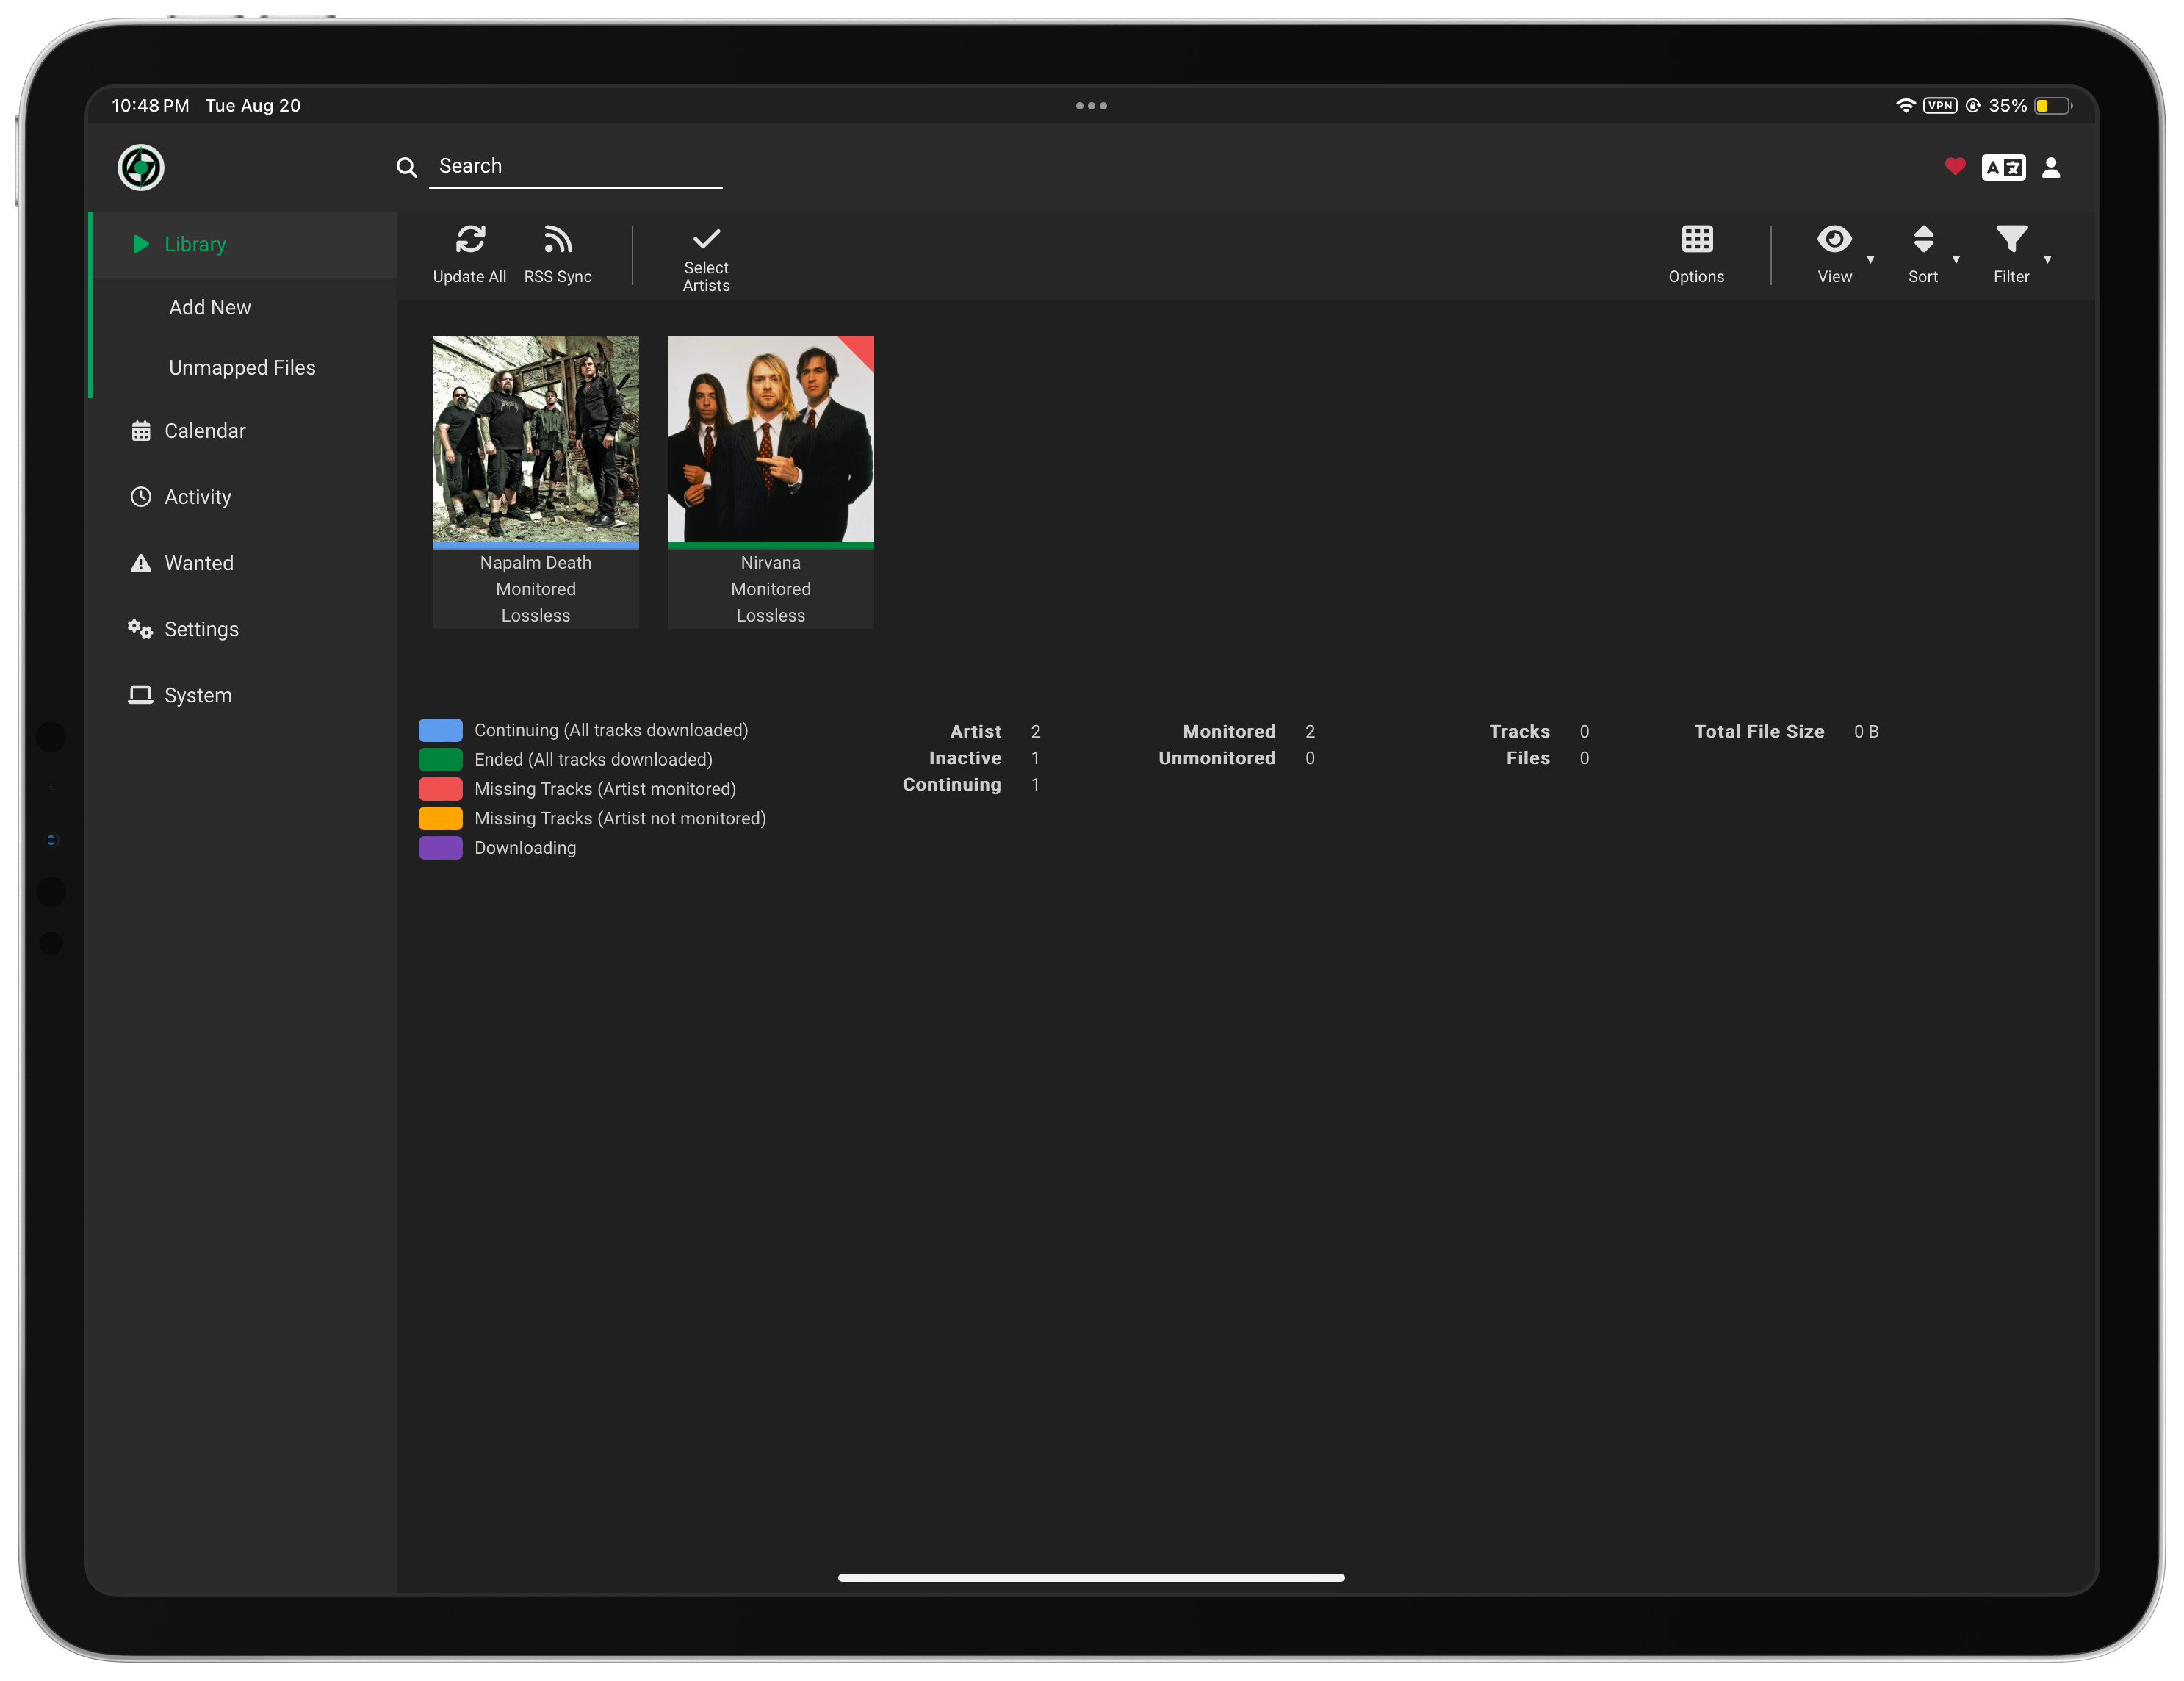 10:48 PM Tue Aug 20
VPN 35%
Search
A 文
Library
Add New
Unmapped Files
Calendar
Activity
Wanted
Settings
System
Update All
RSS Sync
Select
Artists
Options
View
Sort
Filter
Napalm Death
Monitored
Lossless
Nirvana
Monitored
Lossless
Continuing (All tracks downloaded)
Ended (All tracks downloaded)
Missing Tracks (Artist monitored)
Missing Tracks (Artist not monitored)
Downloading
Artist 2
Inactive 1
Continuing 1
Monitored 2
Unmonitored 0
Tracks 0
Files 0
Total File Size 0 B